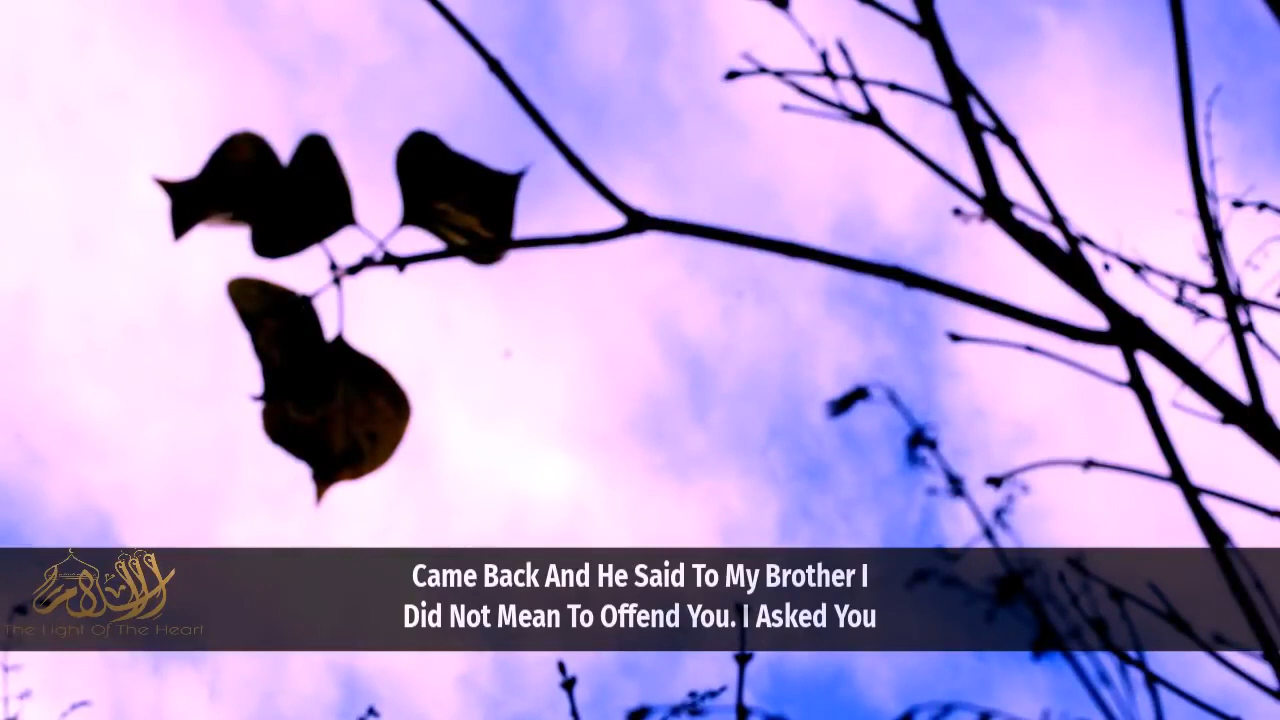 Came Back And He Said To My Brother I
Did Not Mean To Offend You. I Asked You
الإسلام
The Light Of The Heart